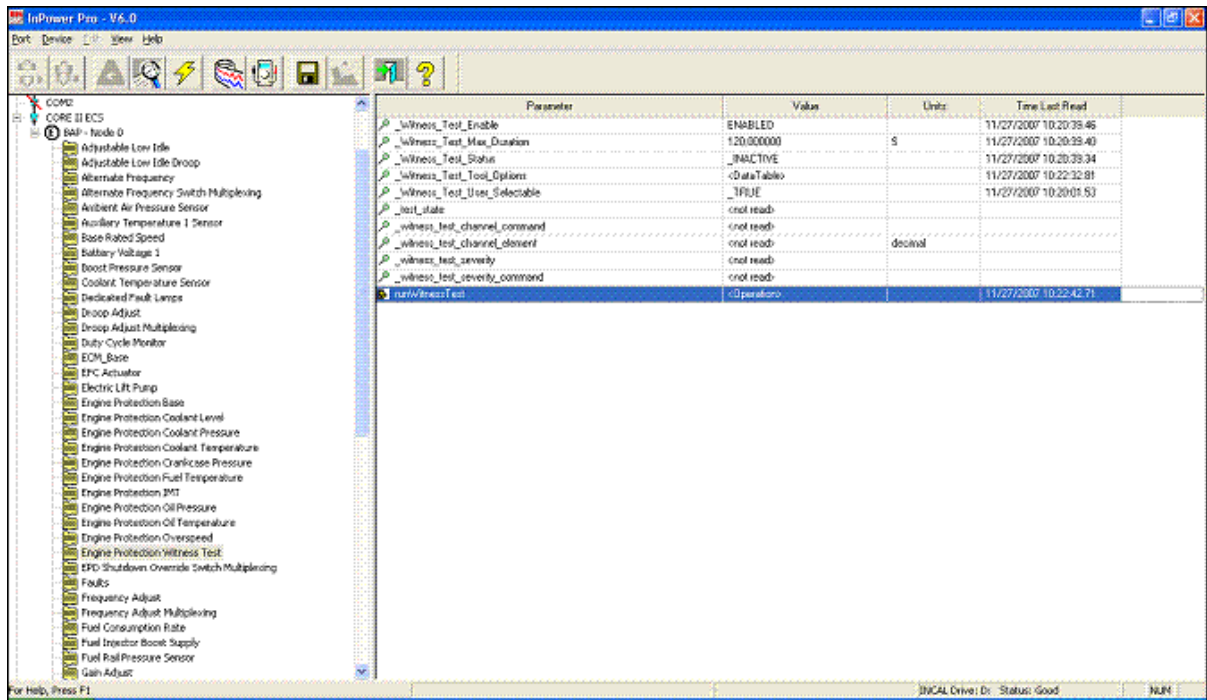 InPower Pro - V6.0
Port Device Edit View Help
COM2
CORE II ECS
BAP - Node 0
Adjustable Low Idle
Adjustable Low Idle Droop
Alternate Frequency
Alternate Frequency Switch Multiplexing
Ambient Air Pressure Sensor
Auxiliary Temperature 1 Sensor
Base Rated Speed
Battery Voltage 1
Boost Pressure Sensor
Coolant Temperature Sensor
Dedicated Fault Lamps
Droop Adjust
Droop Adjust Multiplexing
Duty Cycle Monitor
ECM_Base
EFC Actuator
Electric Lift Pump
Engine Protection Base
Engine Protection Coolant Level
Engine Protection Coolant Pressure
Engine Protection Coolant Temperature
Engine Protection Crankcase Pressure
Engine Protection Fuel Temperature
Engine Protection IMT
Engine Protection Oil Pressure
Engine Protection Oil Temperature
Engine Protection Overspeed
Engine Protection Witness Test
EPD Shutdown Override Switch Multiplexing
Faults
Frequency Adjust
Frequency Adjust Multiplexing
Fuel Consumption Rate
Fuel Injector Boost Supply
Fuel Rail Pressure Sensor
Gain Adjust
Parameter Value Units Time Last Read
_Witness_Test_Enable ENABLED 11/27/2007 10:20:39.46
_Witness_Test_Max_Duration 120.000000 S 11/27/2007 10:20:39.40
_Witness_Test_Status _INACTIVE 11/27/2007 10:20:39.34
_Witness_Test_Tool_Options <DataTable> 11/27/2007 10:22:32.81
_Witness_Test_User_Selectable _TRUE 11/27/2007 10:20:01.53
_test_state <not read>
_witness_test_channel_command <not read>
_witness_test_channel_element <not read> decimal
_witness_test_severity <not read>
_witness_test_severity_command <not read>
runWitnessTest <Operation> 11/27/2007 10:22:42.71
For Help, Press F1
INCAL Drive: D: Status: Good
NUM